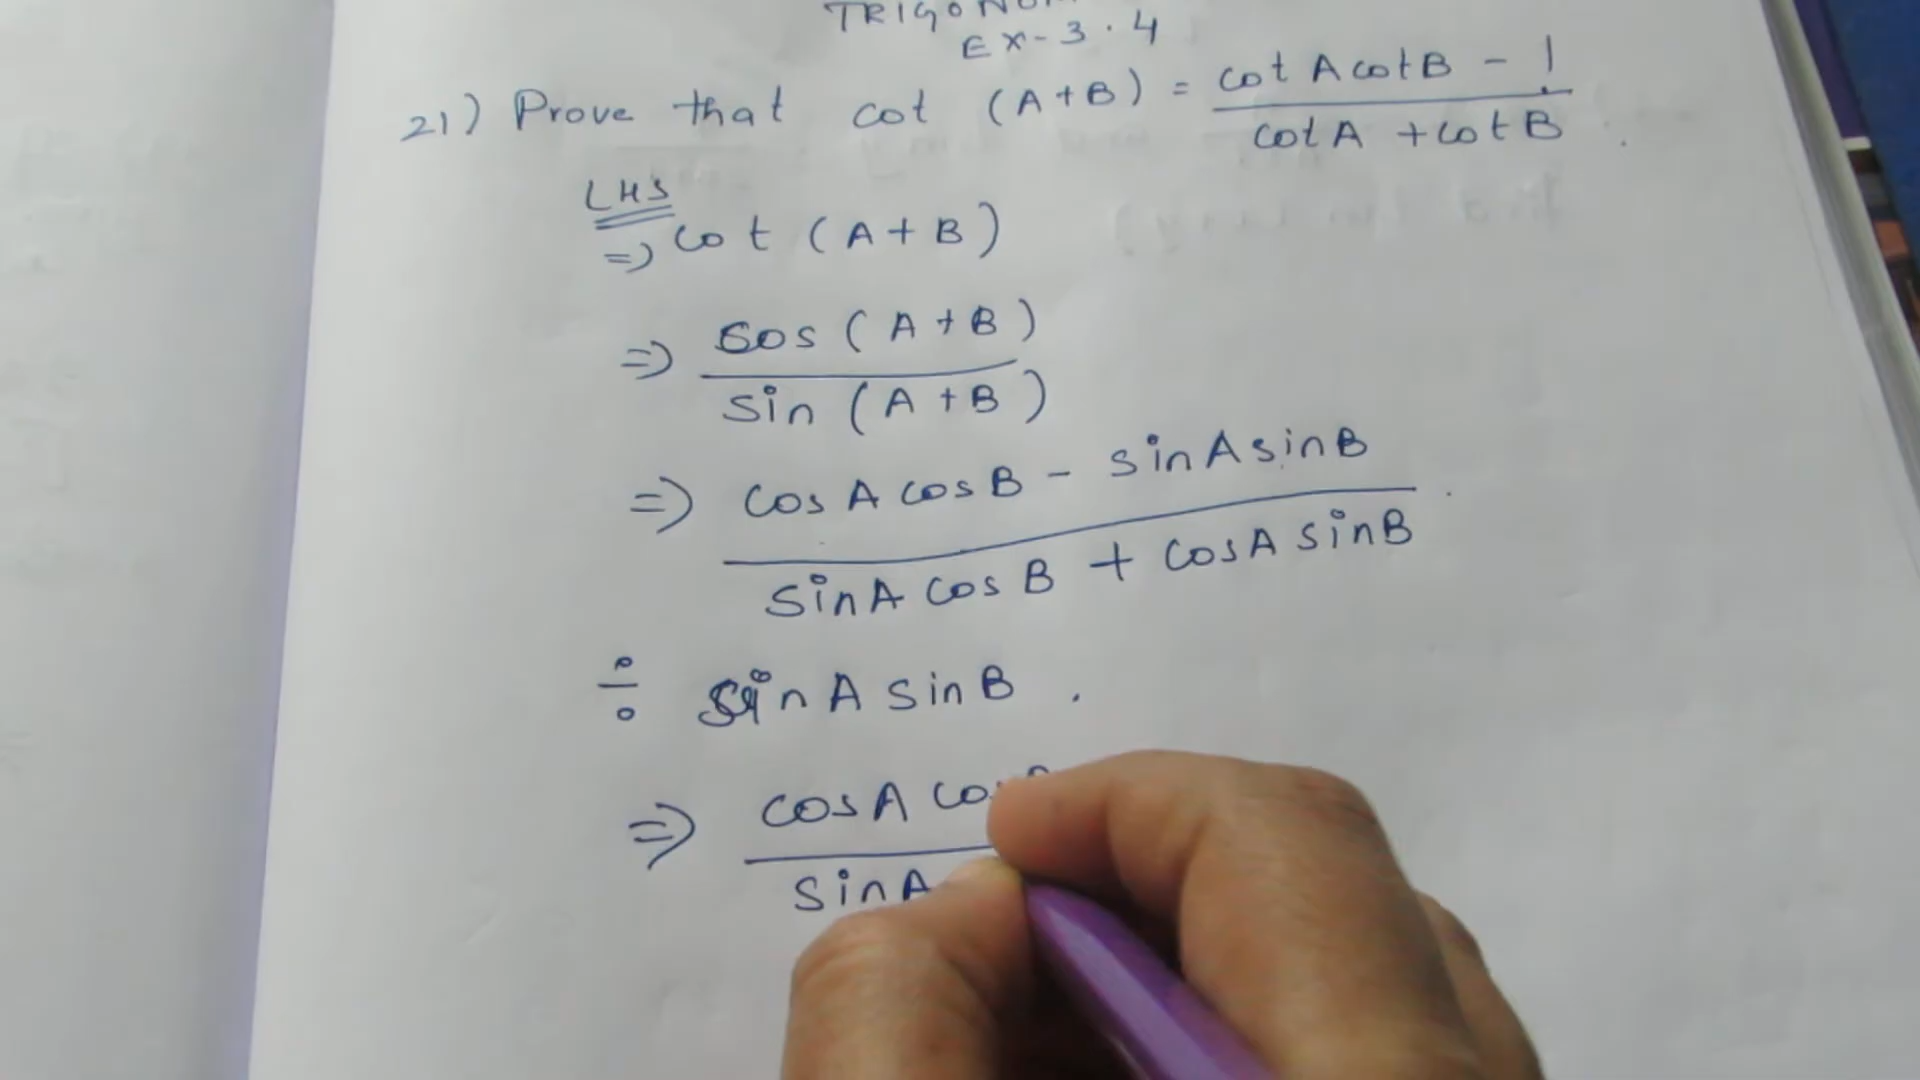 EX-3.4
21) Prove that cot (A+B) = cot A cot B - 1 / cot A + cot B .
LHS
=> cot (A+B)
=> cos (A+B) / sin (A+B)
=> cos A cos B - sin A sin B / sin A cos B + cos A sin B .
÷ sin A sin B .
=> cos A / sin A